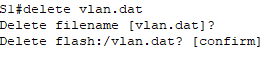 S1#delete vlan.dat
Delete filename [vlan.dat]?
Delete flash:/vlan.dat? [confirm]